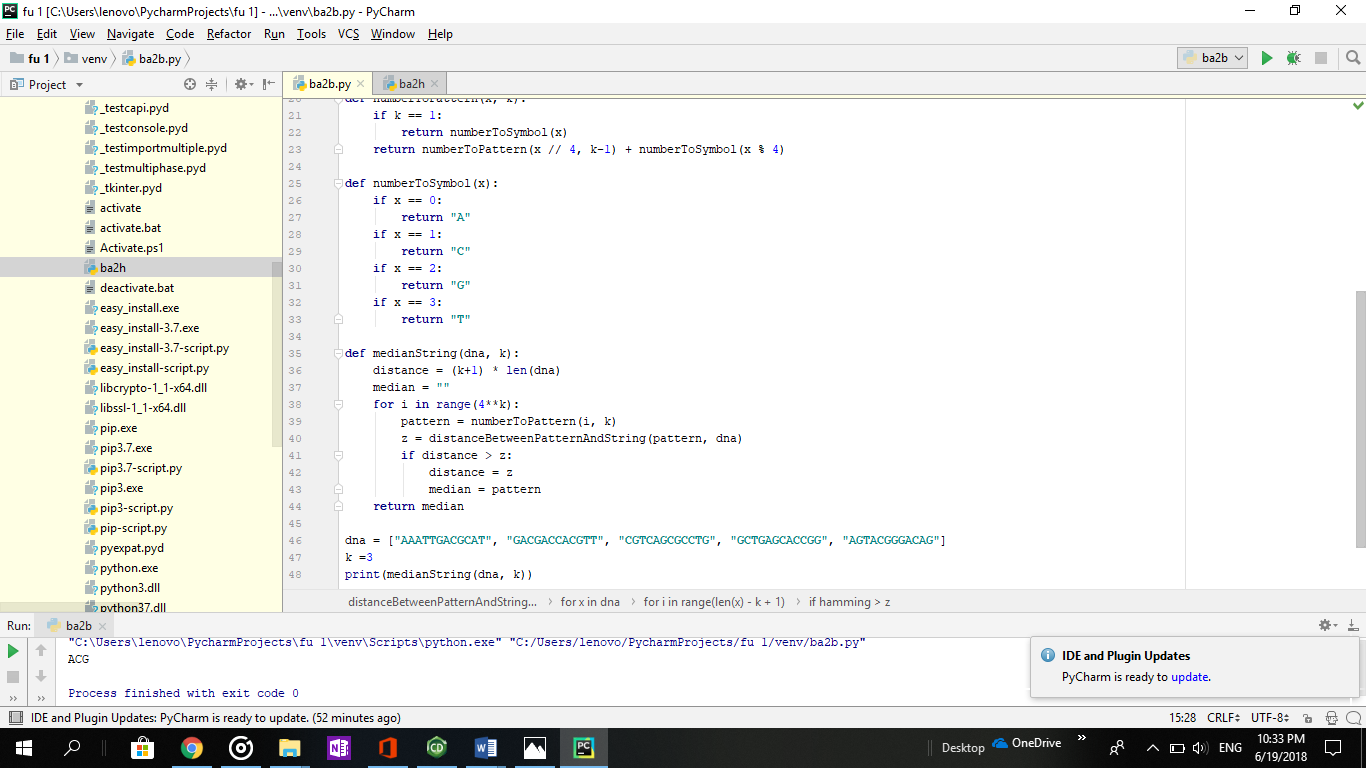 fu 1 [C:\Users\lenovo\PycharmProjects\fu 1] - ...\venv\ba2b.py - PyCharm
File Edit View Navigate Code Refactor Run Tools VCS Window Help
fu 1 venv ba2b.py
ba2b
Project
ba2b.py ba2h
_testcapi.pyd
_testconsole.pyd
_testimportmultiple.pyd
_testmultiphase.pyd
_tkinter.pyd
activate
activate.bat
Activate.ps1
ba2h
deactivate.bat
easy_install.exe
easy_install-3.7.exe
easy_install-3.7-script.py
easy_install-script.py
libcrypto-1_1-x64.dll
libssl-1_1-x64.dll
pip.exe
pip3.7.exe
pip3.7-script.py
pip3.exe
pip3-script.py
pip-script.py
pyexpat.pyd
python.exe
python3.dll
python37.dll
20 def numberToPattern(x, k):
21 if k == 1:
22 return numberToSymbol(x)
23 return numberToPattern(x // 4, k-1) + numberToSymbol(x % 4)
24
25 def numberToSymbol(x):
26 if x == 0:
27 return "A"
28 if x == 1:
29 return "C"
30 if x == 2:
31 return "G"
32 if x == 3:
33 return "T"
34
35 def medianString(dna, k):
36 distance = (k+1) * len(dna)
37 median = ""
38 for i in range(4**k):
39 pattern = numberToPattern(i, k)
40 z = distanceBetweenPatternAndString(pattern, dna)
41 if distance > z:
42 distance = z
43 median = pattern
44 return median
45
46 dna = ["AAATTGACGCAT", "GACGACCACGTT", "CGTCAGCGCCTG", "GCTGAGCACCGG", "AGTACGGGACAG"]
47 k =3
48 print(medianString(dna, k))
distanceBetweenPatternAndString... for x in dna for i in range(len(x) - k + 1) if hamming > z
Run: ba2b
"C:\Users\lenovo\PycharmProjects\fu 1\venv\Scripts\python.exe" "C:/Users/lenovo/PycharmProjects/fu 1/venv/ba2b.py"
ACG
Process finished with exit code 0
IDE and Plugin Updates
PyCharm is ready to update.
IDE and Plugin Updates: PyCharm is ready to update. (52 minutes ago)
15:28 CRLF UTF-8
Desktop OneDrive ENG
10:33 PM
6/19/2018